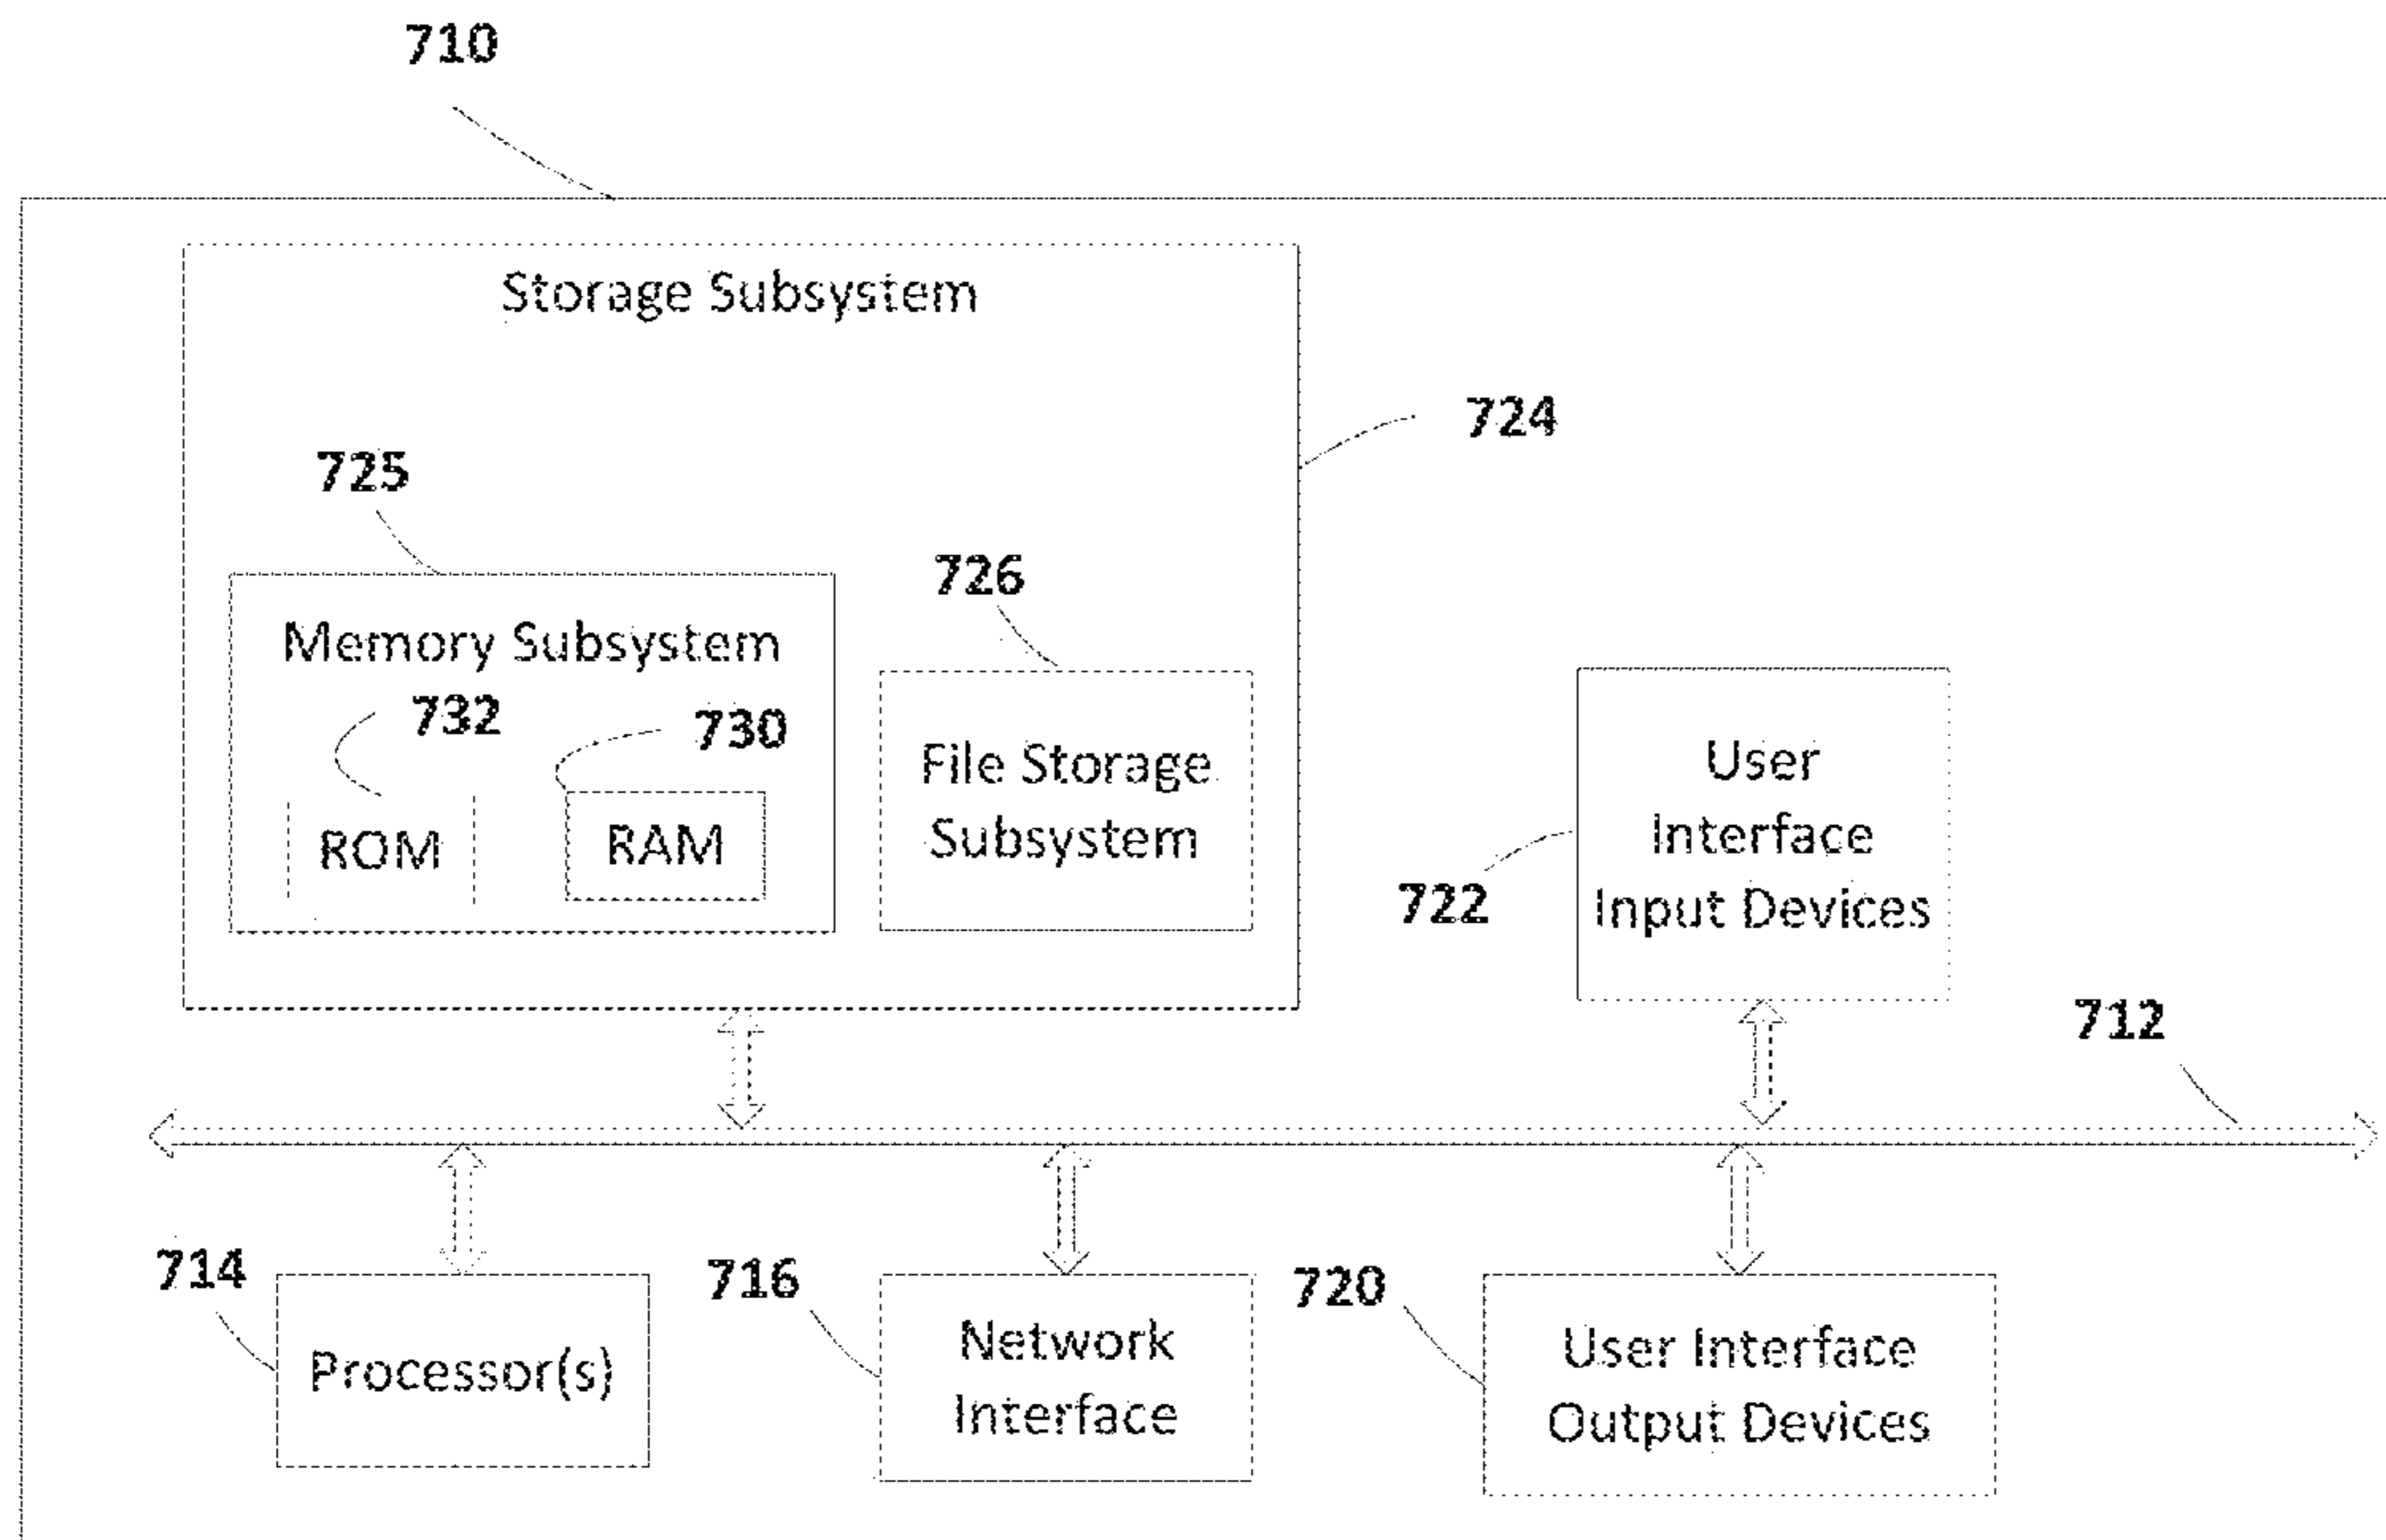 710
Storage Subsystem
724
725
726
Memory Subsystem
732
730
ROM
RAM
File Storage
Subsystem
User
Interface
Input Devices
722
712
714
Processor(s)
716
Network
Interface
720
User Interface
Output Devices